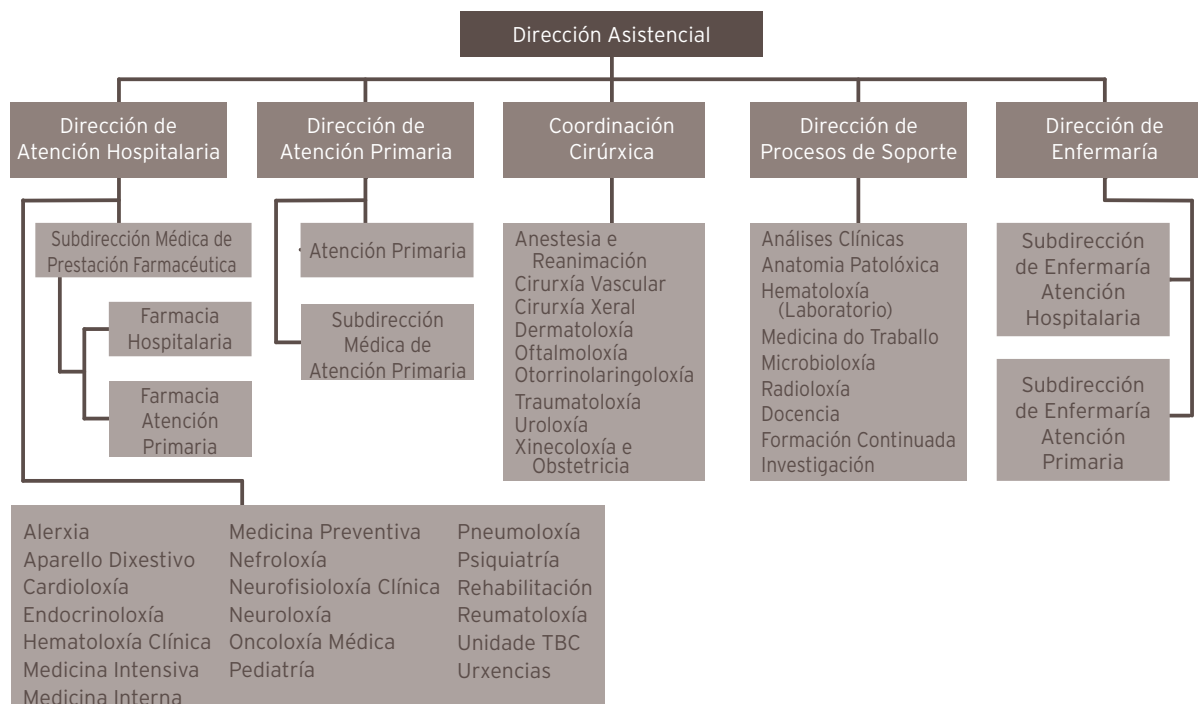 Dirección Asistencial
Dirección de
Atención Hospitalaria
Dirección de
Atención Primaria
Coordinación
Cirúrxica
Dirección de
Procesos de Soporte
Dirección de
Enfermaría
Subdirección Médica de
Prestación Farmacéutica
Farmacia
Hospitalaria
Farmacia
Atención
Primaria
Atención Primaria
Subdirección
Médica de
Atención Primaria
Anestesia e
Reanimación
Cirurxía Vascular
Cirurxía Xeral
Dermatoloxía
Oftalmoloxía
Otorrinolaringoloxía
Traumatoloxía
Uroloxía
Xinecoloxía e
Obstetricia
Análises Clínicas
Anatomia Patolóxica
Hematoloxía
(Laboratorio)
Medicina do Traballo
Microbioloxía
Radioloxía
Docencia
Formación Continuada
Investigación
Subdirección
de Enfermaría
Atención
Hospitalaria
Subdirección
de Enfermaría
Atención
Primaria
Alerxia
Aparello Dixestivo
Cardioloxía
Endocrinoloxía
Hematoloxía Clínica
Medicina Intensiva
Medicina Interna
Medicina Preventiva
Nefroloxía
Neurofisioloxía Clínica
Neuroloxía
Oncoloxía Médica
Pediatría
Pneumoloxía
Psiquiatría
Rehabilitación
Reumatoloxía
Unidade TBC
Urxencias